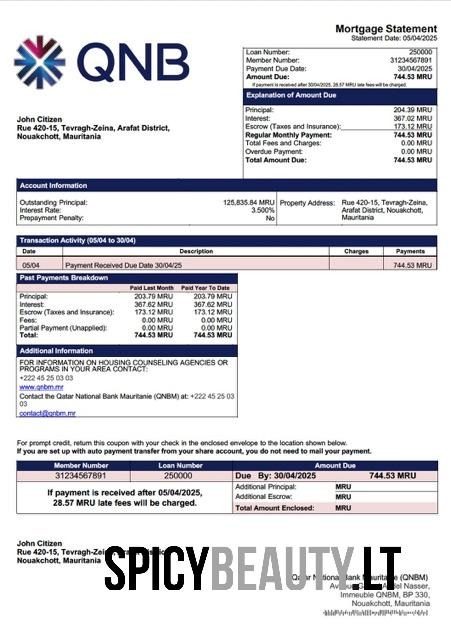 Mortgage Statement
Statement Date: 05/04/2025
QNB
Loan Number: 250000
Member Number: 31234567891
Payment Due Date: 30/04/2025
Amount Due: 744.53 MRU
If payment is received after 30/04/2025, 28.57 MRU late fees will be charged.
Explanation of Amount Due
Principal: 204.39 MRU
Interest: 367.02 MRU
Escrow (Taxes and Insurance): 173.12 MRU
Regular Monthly Payment: 744.53 MRU
Total Fees and Charges: 0.00 MRU
Overdue Payment: 0.00 MRU
Total Amount Due: 744.53 MRU
John Citizen
Rue 420-15, Tevragh-Zeina, Arafat District,
Nouakchott, Mauritania
Account Information
Outstanding Principal: 125,835.84 MRU
Interest Rate: 3.500%
Prepayment Penalty: No
Property Address: Rue 420-15, Tevragh-Zeina,
Arafat District, Nouakchott,
Mauritania
Transaction Activity (05/04 to 30/04)
Date Description Charges Payments
05/04 Payment Received Due Date 30/04/25 744.53 MRU
Past Payments Breakdown
Paid Last Month Paid Year To Date
Principal: 203.79 MRU 203.79 MRU
Interest: 367.62 MRU 367.62 MRU
Escrow (Taxes and Insurance): 173.12 MRU 173.12 MRU
Fees: 0.00 MRU 0.00 MRU
Partial Payment (Unapplied): 0.00 MRU 0.00 MRU
Total: 744.53 MRU 744.53 MRU
Additional Information
FOR INFORMATION ON HOUSING COUNSELING AGENCIES OR
PROGRAMS IN YOUR AREA CONTACT:
+222 45 25 03 03
www.qnbm.mr
Contact the Qatar National Bank Mauritanie (QNBM) at: +222 45 25 03
03
contact@qnbm.mr
For prompt credit, return this coupon with your check in the enclosed envelope to the location shown below.
If you are set up with auto payment transfer from your share account, you do not need to mail your payment.
Member Number Loan Number Amount Due
31234567891 250000 Due By: 30/04/2025 744.53 MRU
If payment is received after 05/04/2025,
28.57 MRU late fees will be charged.
Additional Principal: MRU
Additional Escrow: MRU
Total Amount Enclosed: MRU
John Citizen
Rue 420-15, Tevragh-Zeina, Arafat District,
Nouakchott, Mauritania
SPICYBEAUTY.LT
Qatar National Bank Mauritanie (QNBM)
Avenue Gamal Abdel Nasser,
Immeuble QNBM, BP 330,
Nouakchott, Mauritania